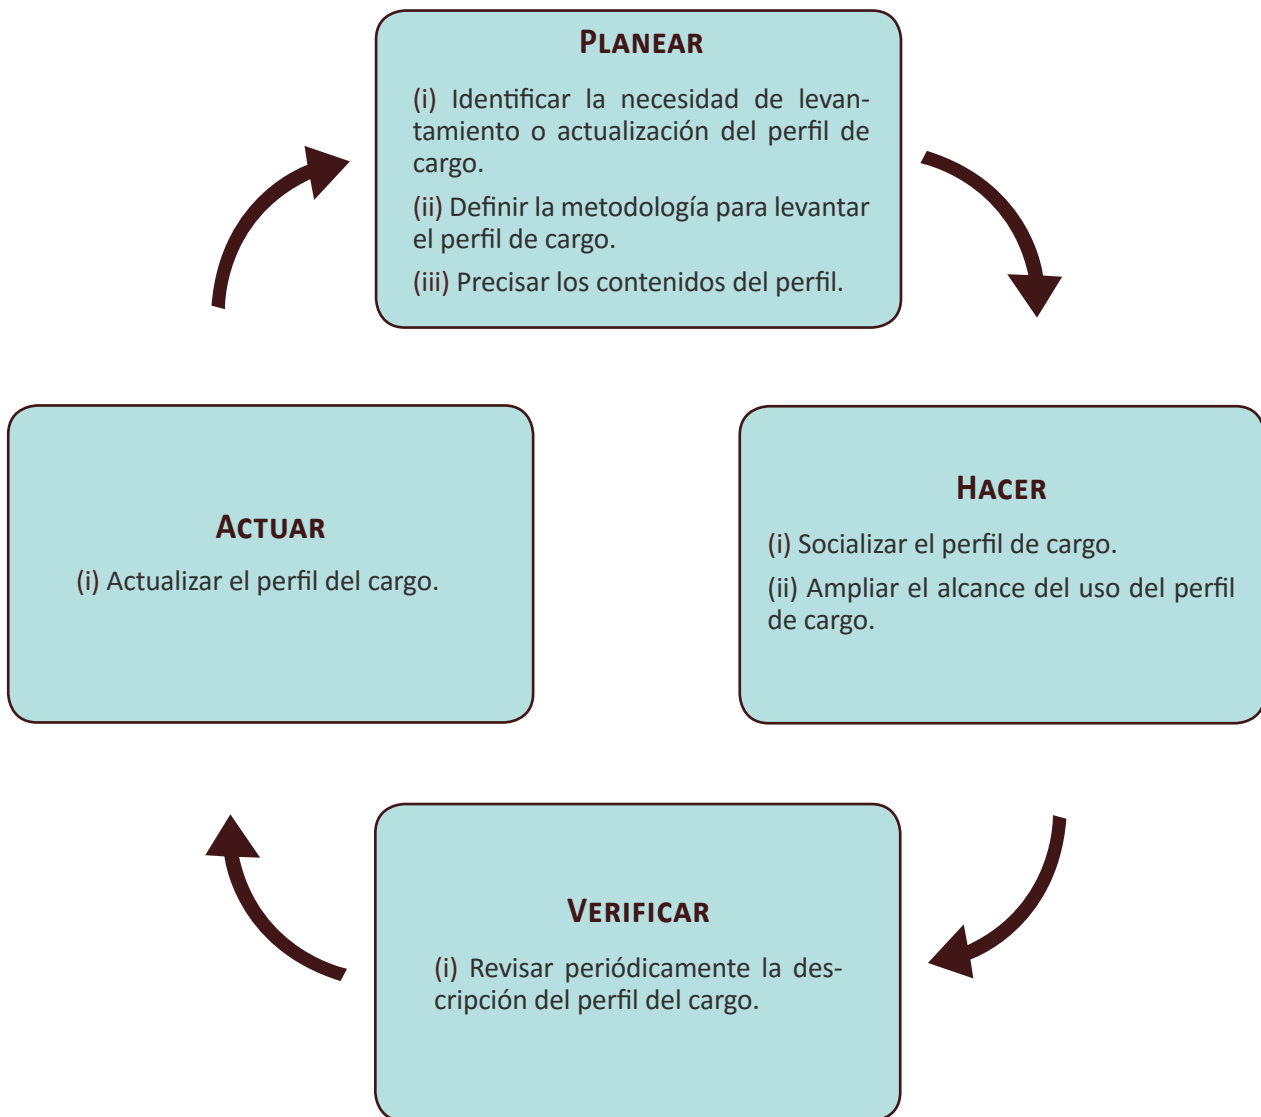 PLANEAR
(i) Identificar la necesidad de levan-
tamiento o actualización del perfil de
cargo.
(ii) Definir la metodología para levantar
el perfil de cargo.
(iii) Precisar los contenidos del perfil.
HACER
(i) Socializar el perfil de cargo.
(ii) Ampliar el alcance del uso del perfil
de cargo.
VERIFICAR
(i) Revisar periódicamente la des-
cripción del perfil del cargo.
ACTUAR
(i) Actualizar el perfil del cargo.